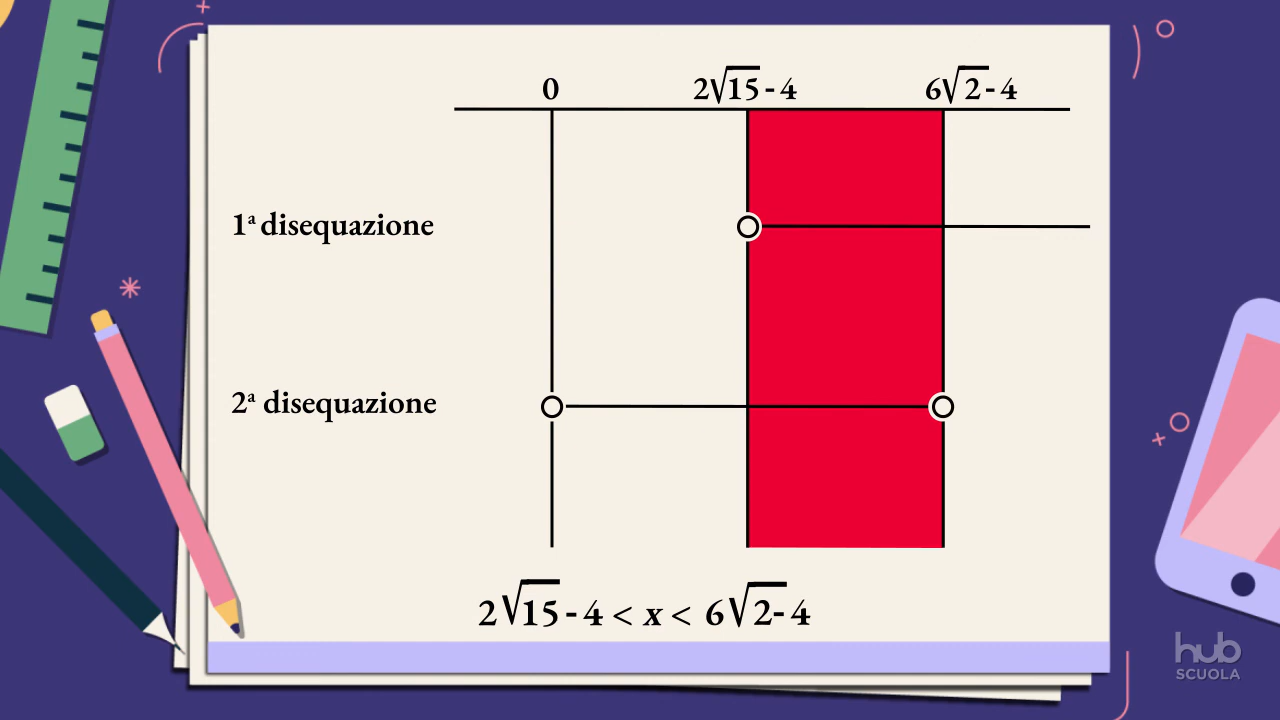 0 2√15 - 4 6√2 - 4
1ª disequazione
2ª disequazione
2√15 - 4 < x < 6√2 - 4
hub
SCUOLA